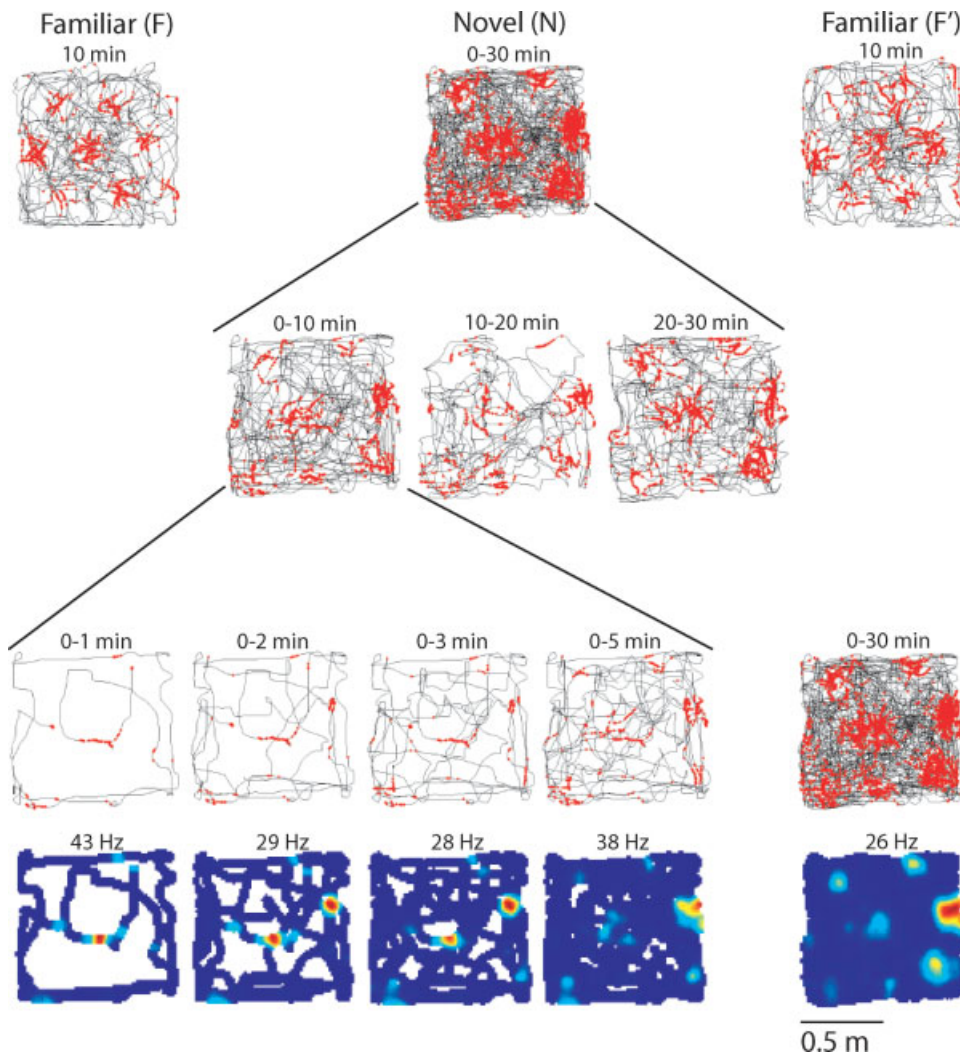 Familiar (F) Novel (N) Familiar (F')
10 min 0-30 min 10 min
0-10 min 10-20 min 20-30 min
0-1 min 0-2 min 0-3 min 0-5 min 0-30 min
43 Hz 29 Hz 28 Hz 38 Hz 26 Hz
0.5 m